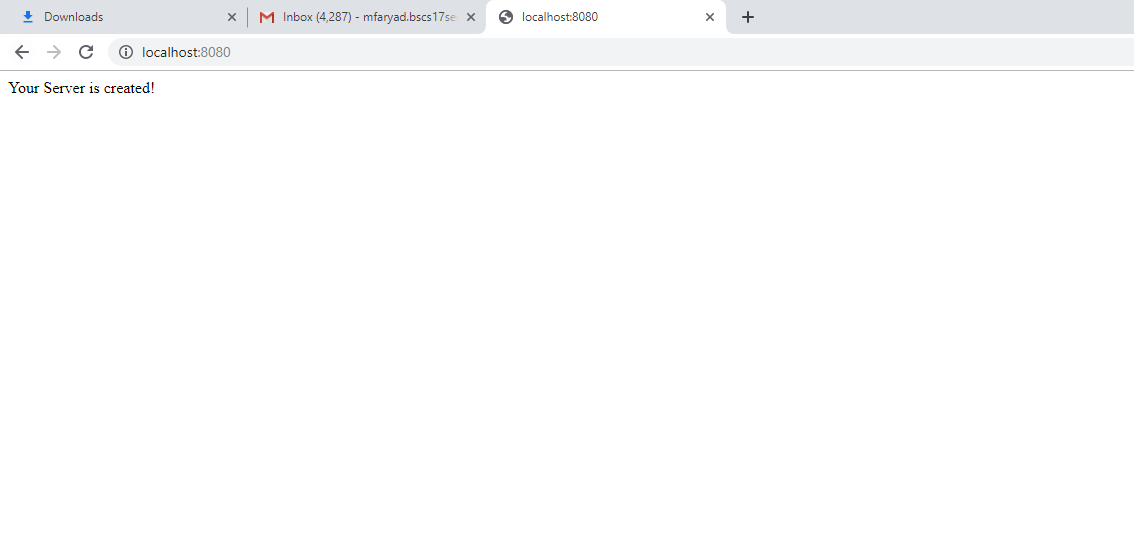 Downloads
Inbox (4,287) - mfaryad.bscs17se
localhost:8080
localhost:8080
Your Server is created!